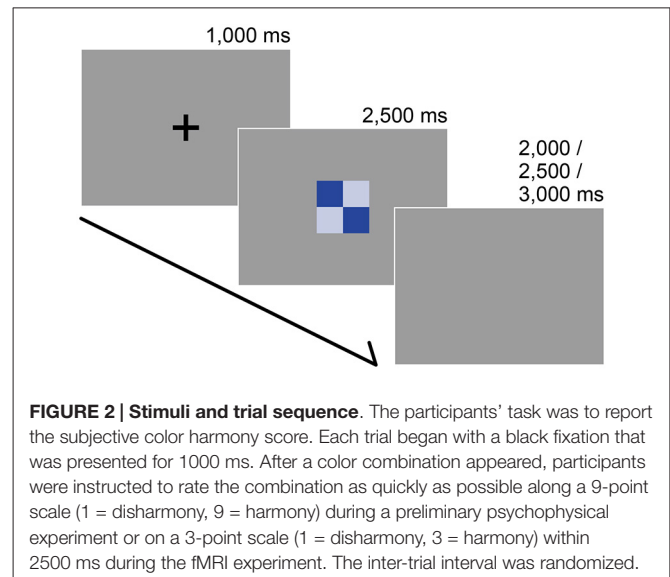 1,000 ms
2,500 ms
2,000 /
2,500 /
3,000 ms
FIGURE 2 | Stimuli and trial sequence. The participants’ task was to report
the subjective color harmony score. Each trial began with a black fixation that
was presented for 1000 ms. After a color combination appeared, participants
were instructed to rate the combination as quickly as possible along a 9-point
scale (1 = disharmony, 9 = harmony) during a preliminary psychophysical
experiment or on a 3-point scale (1 = disharmony, 3 = harmony) within
2500 ms during the fMRI experiment. The inter-trial interval was randomized.